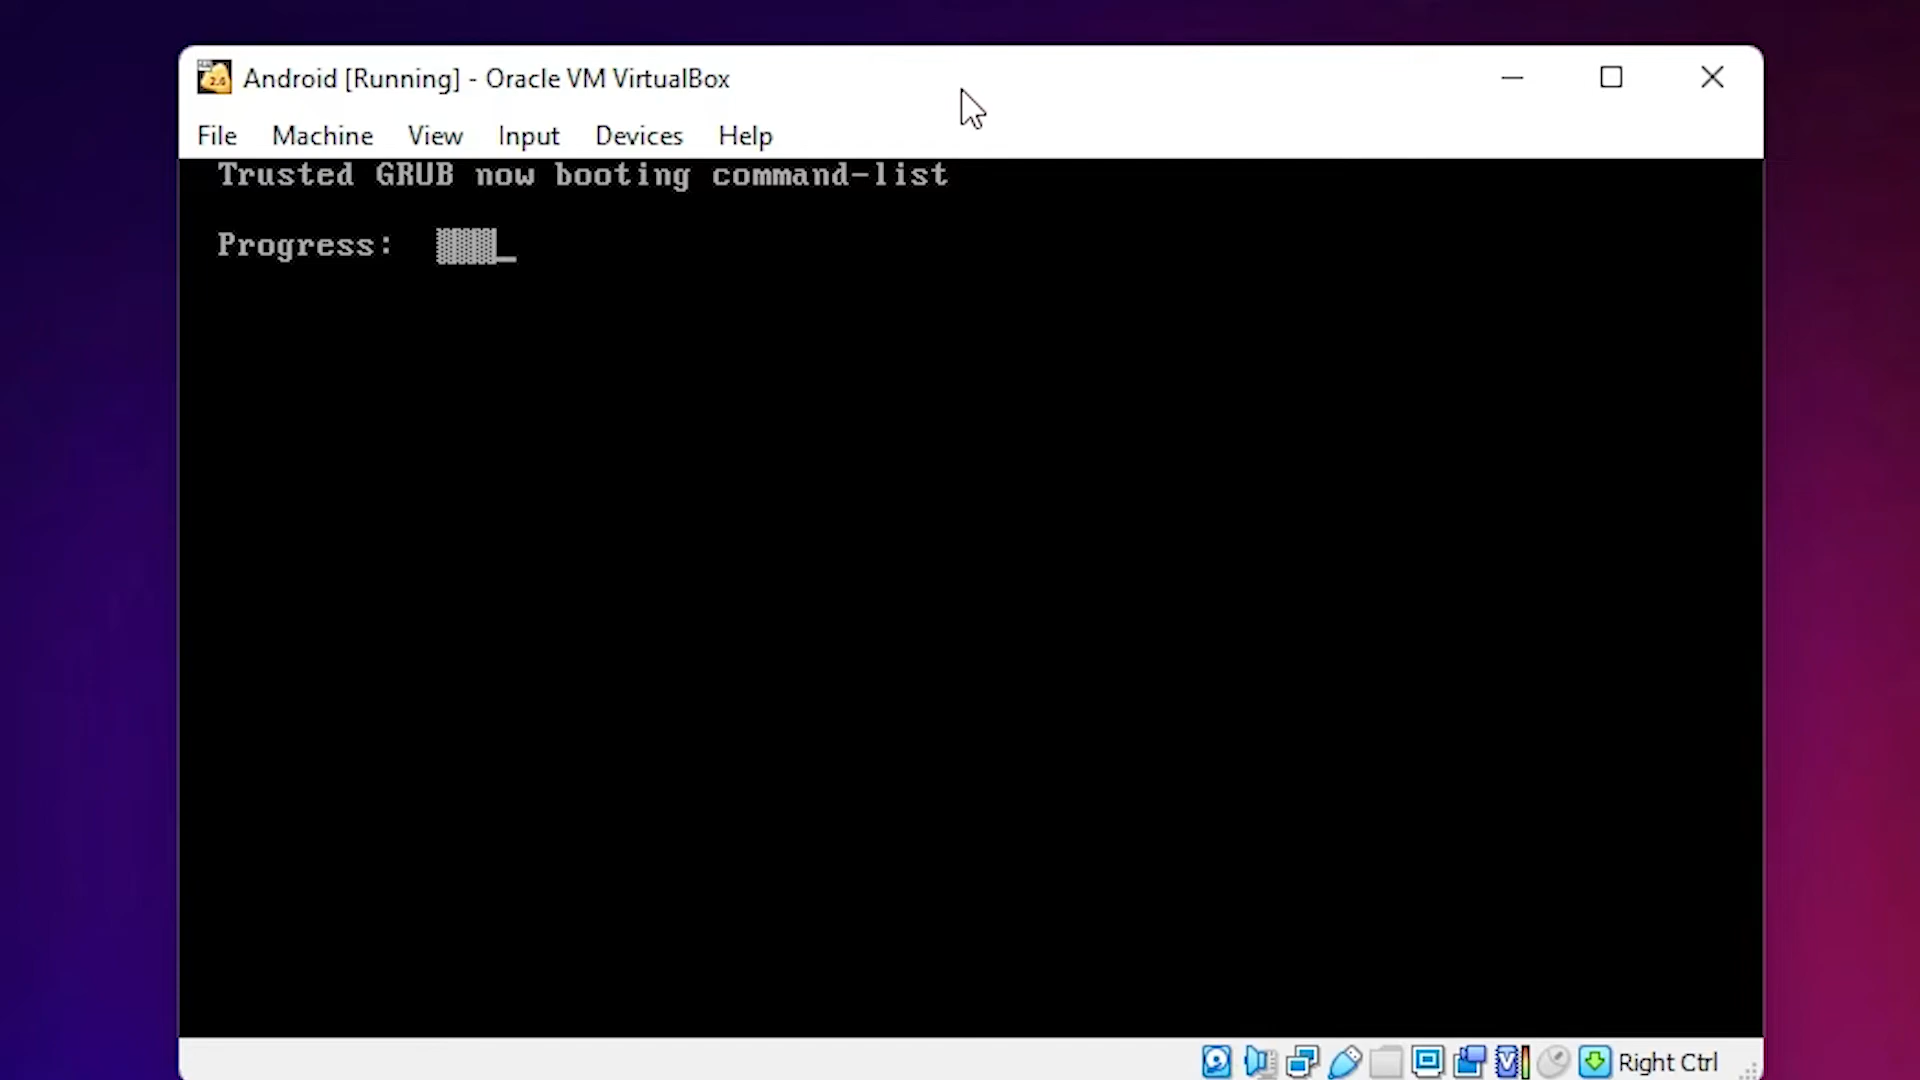 Android [Running] - Oracle VM VirtualBox
File Machine View Input Devices Help
Trusted GRUB now booting command-list
Progress:
Right Ctrl